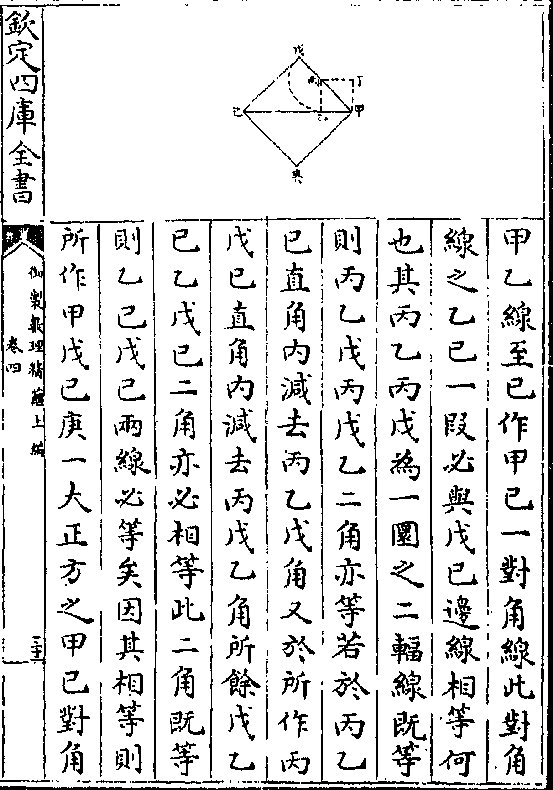 甲乙線至己作甲己一對角線此對角
線之乙己一段必與戊己邊線相等何
也其丙乙丙戊為一圜之二輻線既等
則丙乙戊丙戊乙二角亦等若於丙乙
己直角内減去丙乙戊角又於所作丙
戊己直角内減去丙戊乙角所餘戊乙
己乙戊己二角亦必相等此二角既等
則乙己戊己兩線必等矣因其相等則
所作甲戊己庚一大正方之甲己對角
欽定四庫全書
御製數理精蘊上編
卷四
戊
丙
丁
己
乙
甲
庚